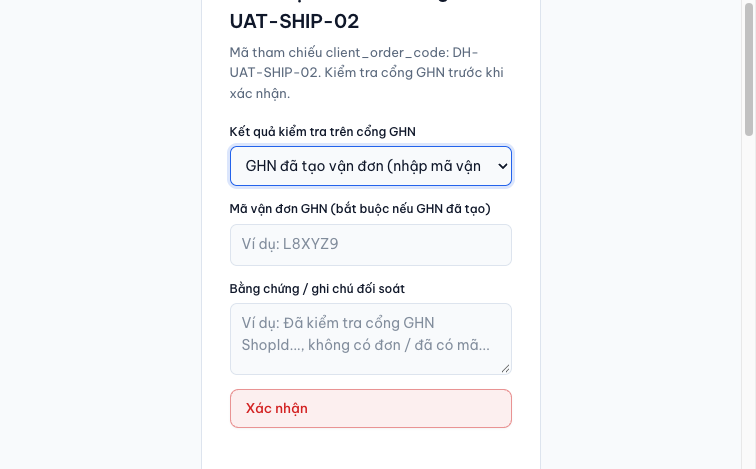 UAT-SHIP-02
Mã tham chiếu client_order_code: DH-
UAT-SHIP-02. Kiểm tra cổng GHN trước khi
xác nhận.
Kết quả kiểm tra trên cổng GHN
GHN đã tạo vận đơn (nhập mã vận
Mã vận đơn GHN (bắt buộc nếu GHN đã tạo)
Ví dụ: L8XYZ9
Bằng chứng / ghi chú đối soát
Ví dụ: Đã kiểm tra cổng GHN
ShopId..., không có đơn / đã có mã...
Xác nhận